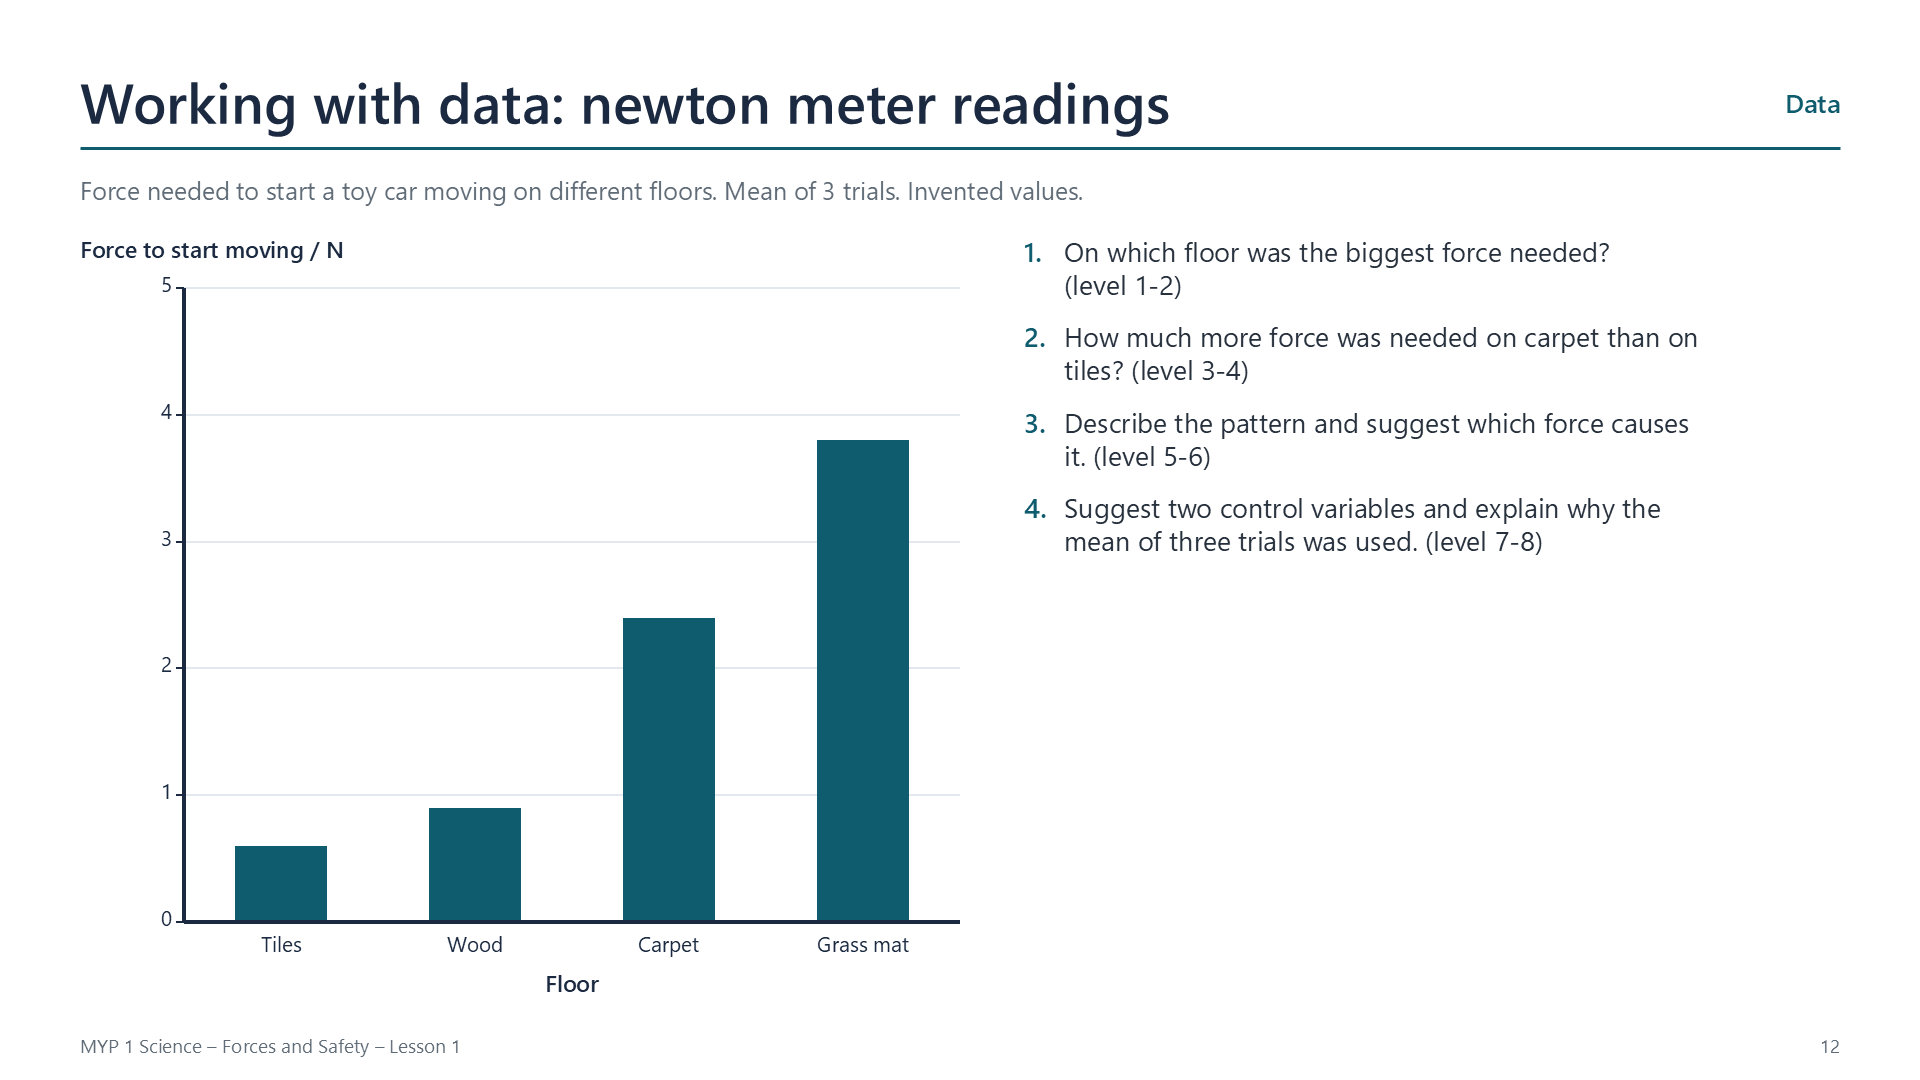 Working with data: newton meter readings
Data
Force needed to start a toy car moving on different floors. Mean of 3 trials. Invented values.
Force to start moving / N
5
4
3
2
1
0
Tiles
Wood
Carpet
Grass mat
Floor
1. On which floor was the biggest force needed?
(level 1-2)
2. How much more force was needed on carpet than on
tiles? (level 3-4)
3. Describe the pattern and suggest which force causes
it. (level 5-6)
4. Suggest two control variables and explain why the
mean of three trials was used. (level 7-8)
MYP 1 Science – Forces and Safety – Lesson 1
12